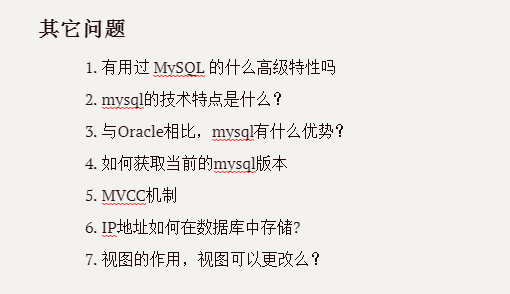 其它问题
1. 有用过 MySQL 的什么高级特性吗
2. mysql的技术特点是什么？
3. 与Oracle相比，mysql有什么优势？
4. 如何获取当前的mysql版本
5. MVCC机制
6. IP地址如何在数据库中存储?
7. 视图的作用，视图可以更改么？